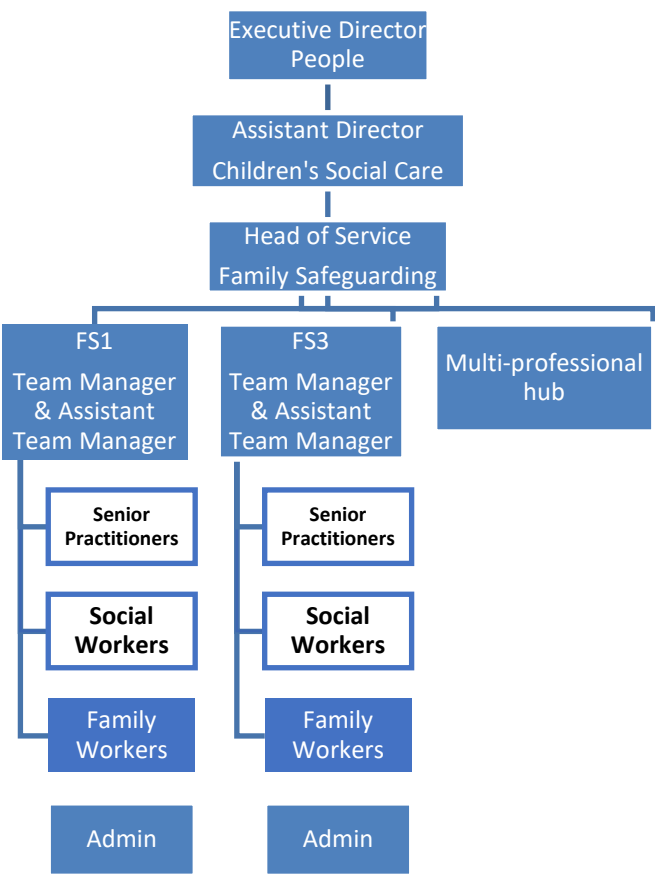 Executive Director
People
Assistant Director
Children's Social Care
Head of Service
Family Safeguarding
FS1
Team Manager
& Assistant
Team Manager
FS3
Team Manager
& Assistant
Team Manager
Multi-professional
hub
Senior
Practitioners
Senior
Practitioners
Social
Workers
Social
Workers
Family
Workers
Family
Workers
Admin
Admin